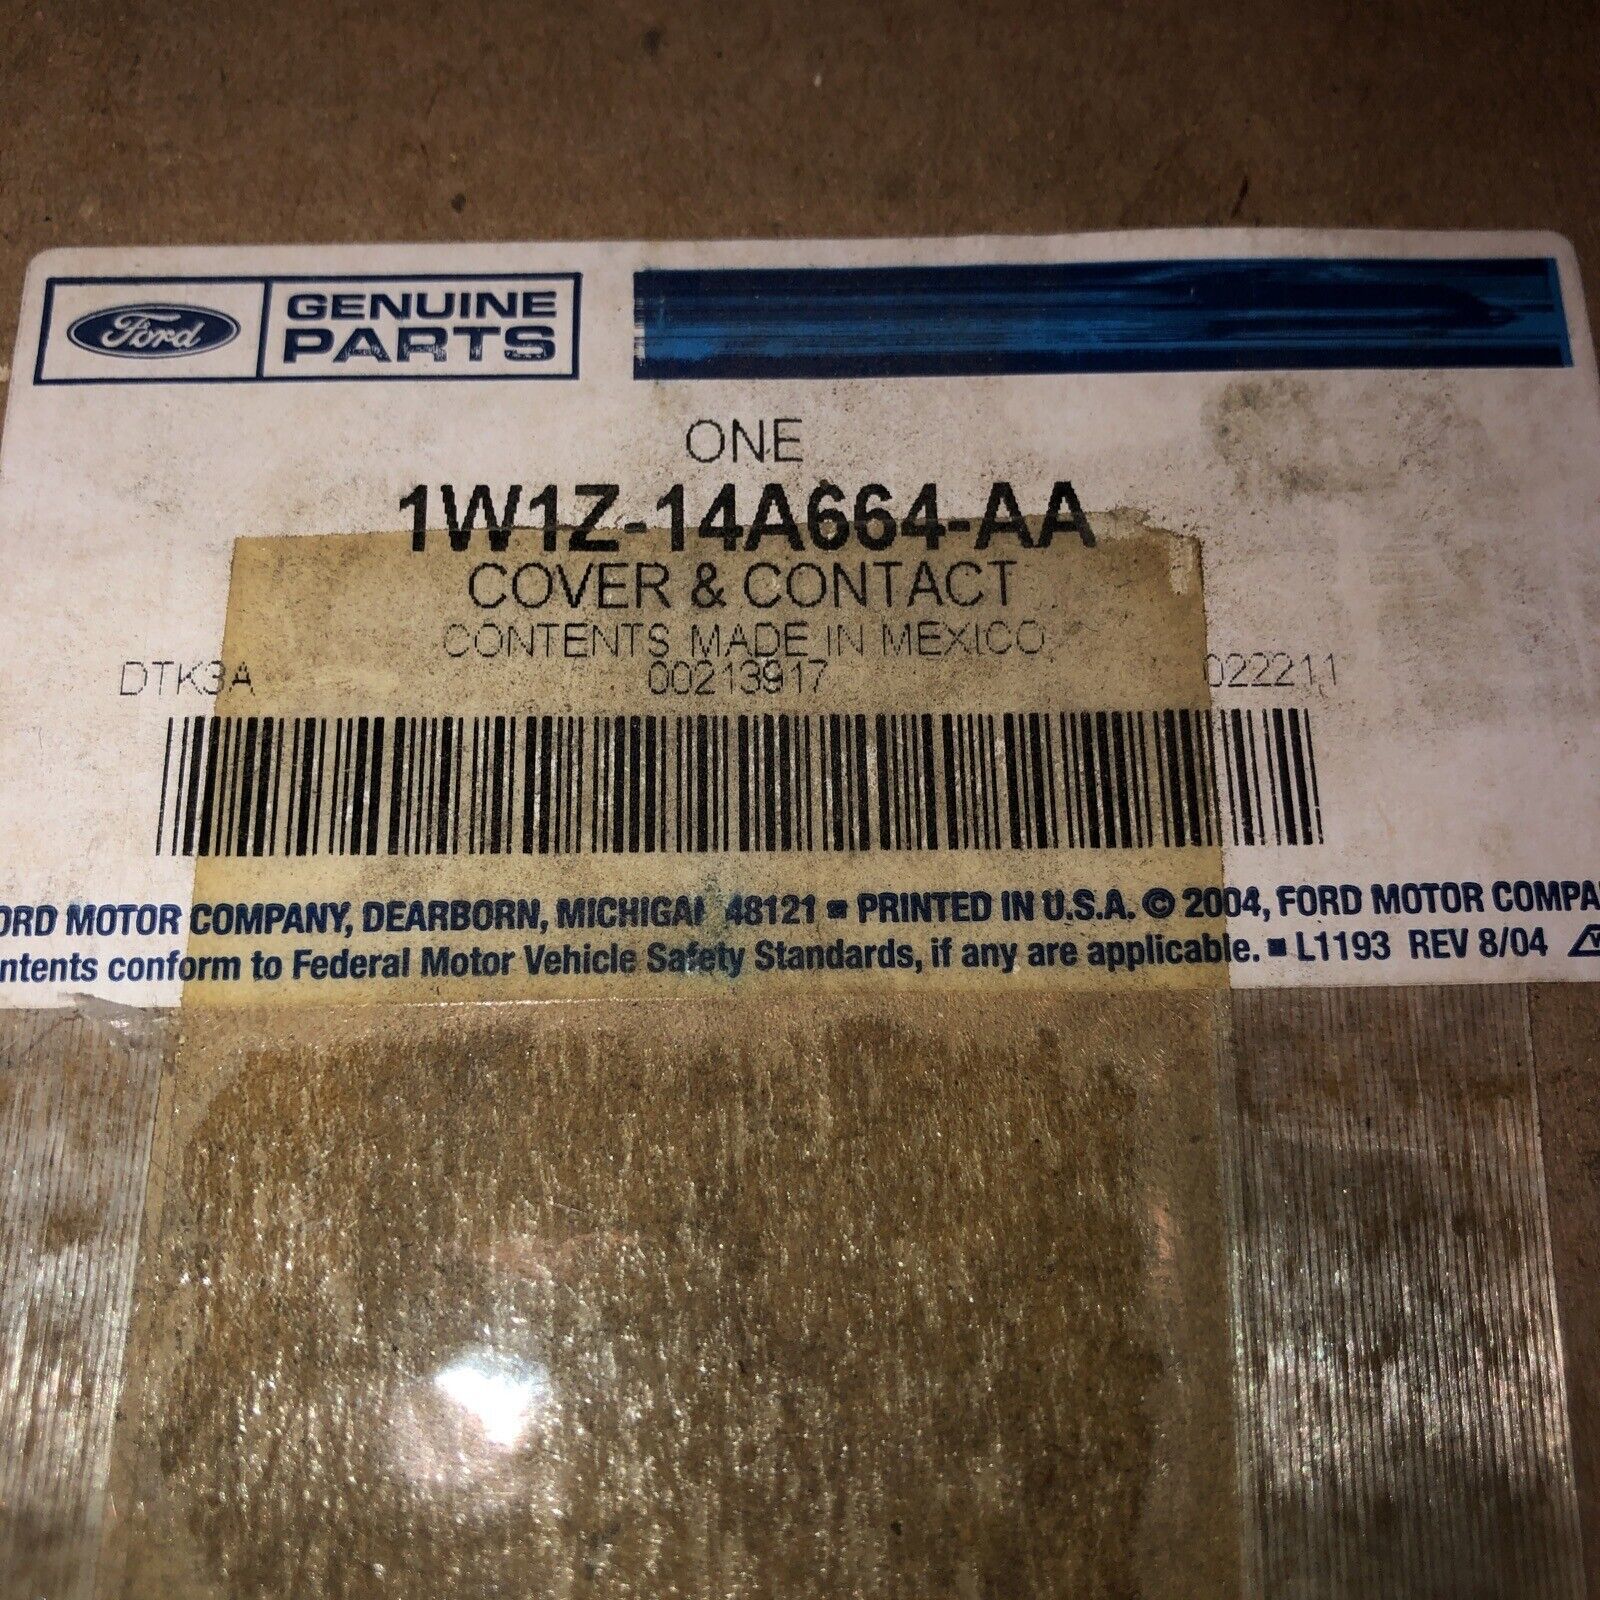 Ford GENUINE
PARTS
ONE
1W1Z-14A664-AA
COVER & CONTACT
CONTENTS MADE IN MEXICO
DTK3A 00213917 022211
ORD MOTOR COMPANY, DEARBORN, MICHIGAN 48121 ■ PRINTED IN U.S.A. © 2004, FORD MOTOR COMPA
ntents conform to Federal Motor Vehicle Safety Standards, if any are applicable. ■ L1193 REV 8/04